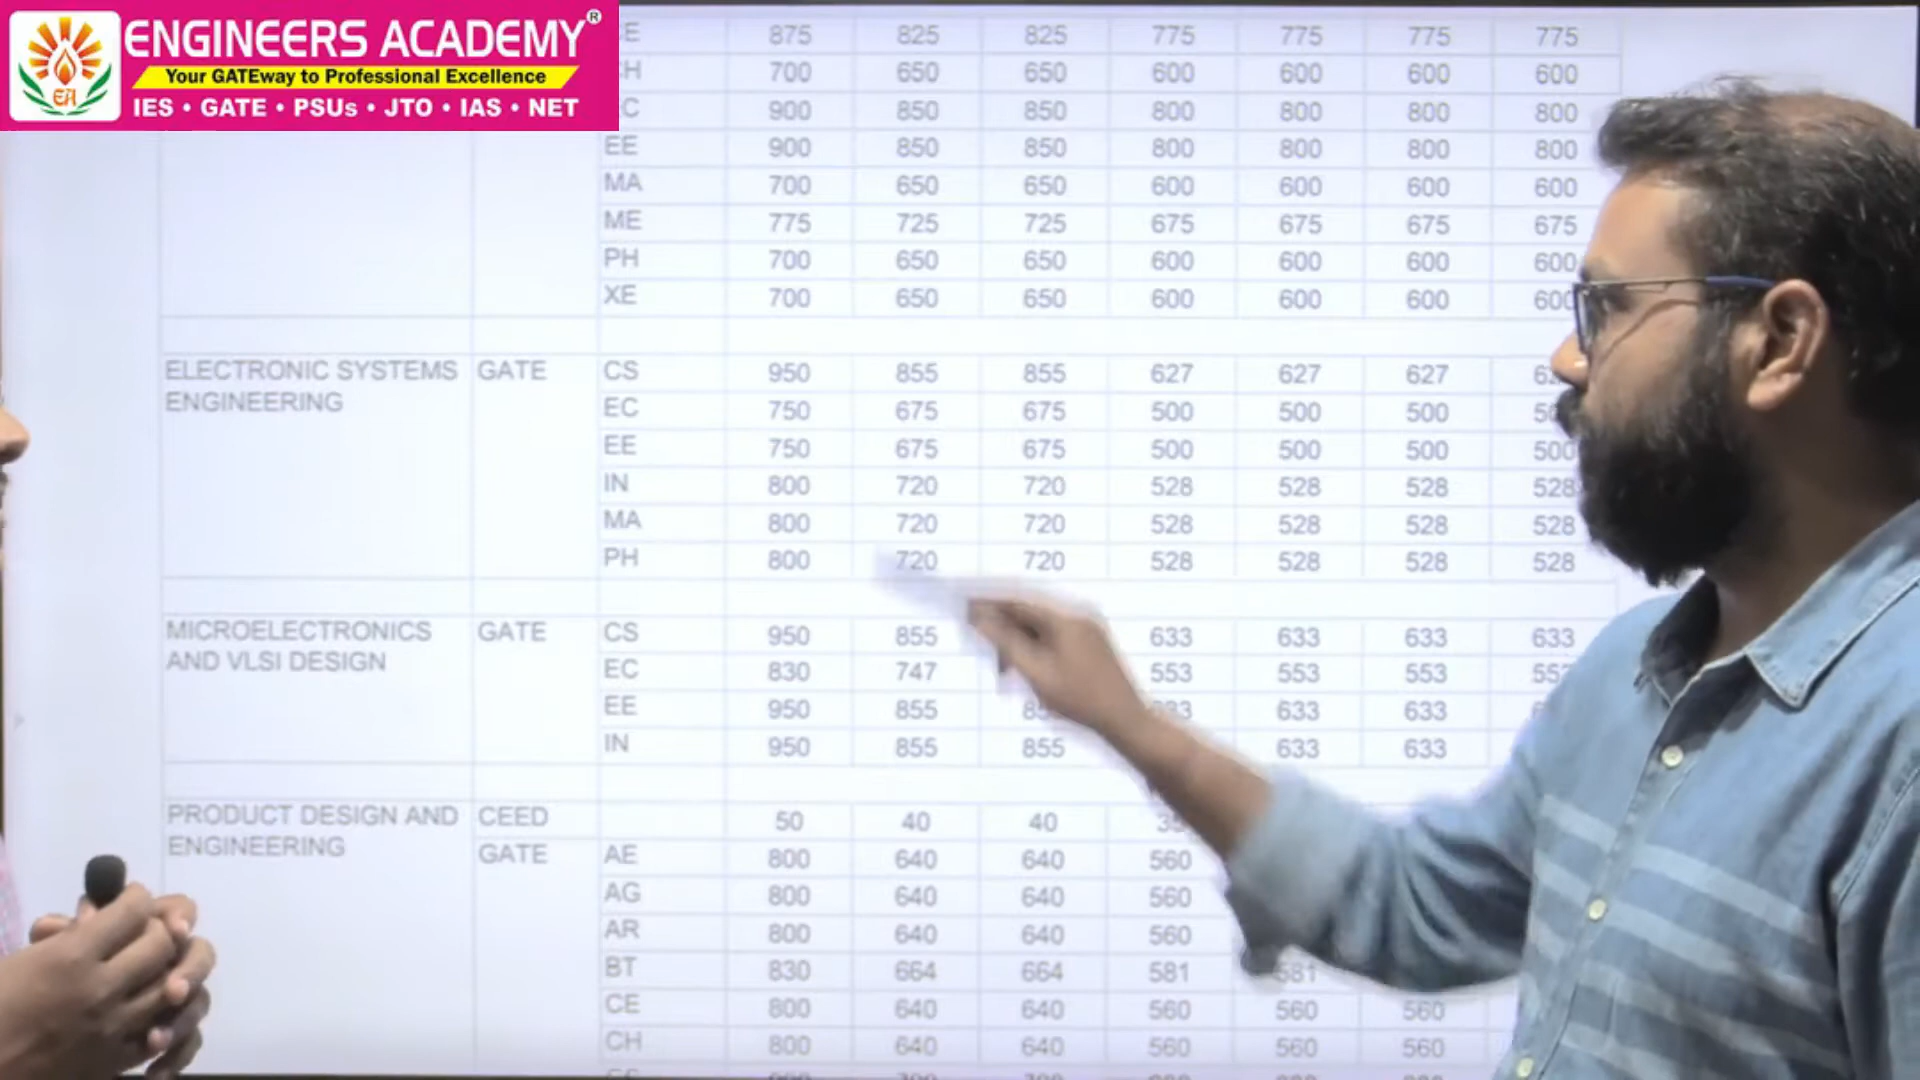 ENGINEERS ACADEMY®
Your GATEway to Professional Excellence
IES • GATE • PSUs • JTO • IAS • NET
EA
875 825 825 775 775 775 775
700 650 650 600 600 600 600
900 850 850 800 800 800 800
EE 900 850 850 800 800 800 800
MA 700 650 650 600 600 600 600
ME 775 725 725 675 675 675 675
PH 700 650 650 600 600 600 600
XE 700 650 650 600 600 600 600
ELECTRONIC SYSTEMS GATE CS 950 855 855 627 627 627
ENGINEERING EC 750 675 675 500 500 500
EE 750 675 675 500 500 500 500
IN 800 720 720 528 528 528 528
MA 800 720 720 528 528 528 528
PH 800 720 720 528 528 528 528
MICROELECTRONICS GATE CS 950 855 633 633 633 633
AND VLSI DESIGN EC 830 747 553 553 553
EE 950 855 633 633
IN 950 855 855 633 633
PRODUCT DESIGN AND CEED 50 40 40
ENGINEERING GATE AE 800 640 640 560
AG 800 640 640 560
AR 800 640 640 560
BT 830 664 664 581 581
CE 800 640 640 560 560 560
CH 800 640 640 560 560 560